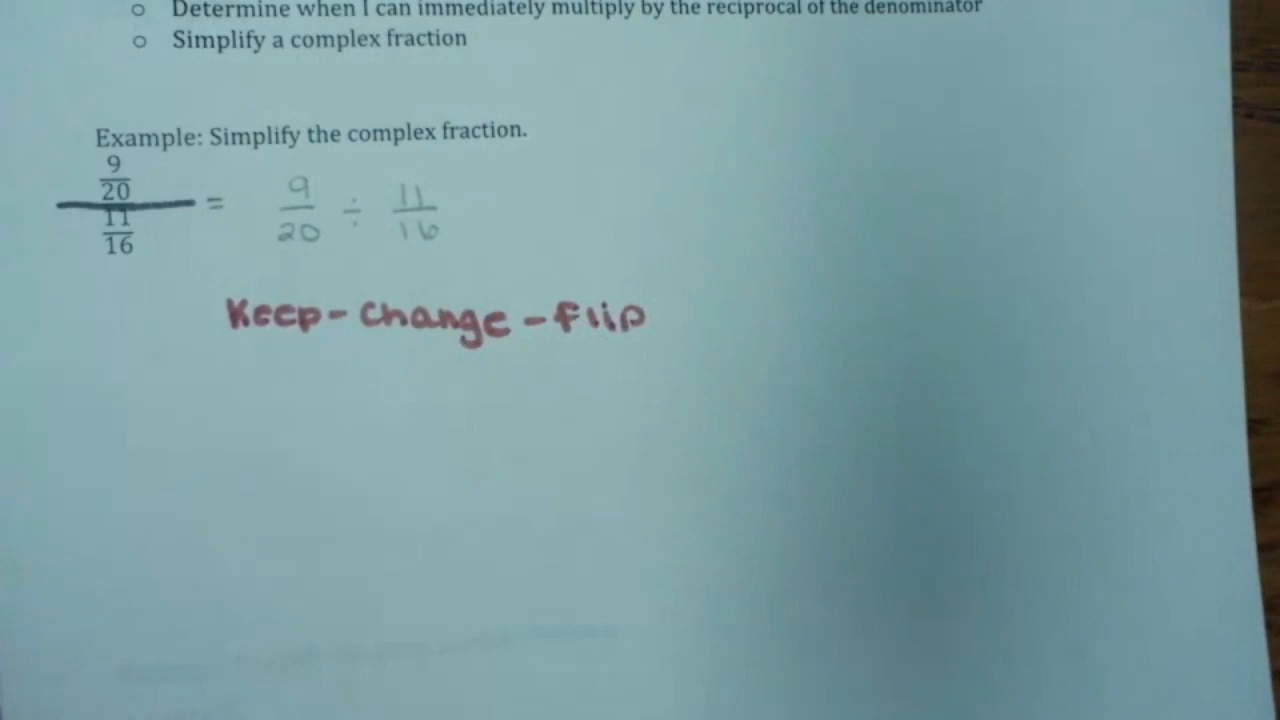 ○ Determine when I can immediately multiply by the reciprocal of the denominator
○ Simplify a complex fraction
Example: Simplify the complex fraction.
9
20
11
16
= 9/20 ÷ 11/16
Keep - Change - Flip